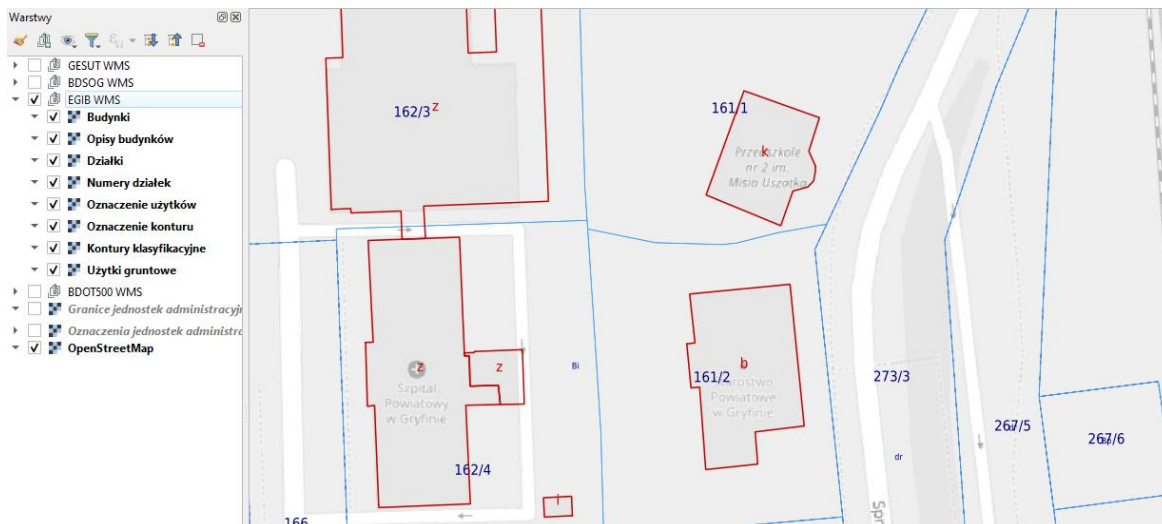 Warstwy
GESUT WMS
BDSOG WMS
EGIB WMS
Budynki
Opisy budynków
Działki
Numery działek
Oznaczenie użytków
Oznaczenie konturu
Kontury klasyfikacyjne
Użytki gruntowe
BDOT500 WMS
Granice jednostek administracyj
Oznaczenia jednostek administra
OpenStreetMap
162/3
z
161/1
k
Przedszkole
nr 2 im.
Misia Uszatka
z
z
Szpital
Powiatowy
w Gryfinie
Bi
b
161/2
Starostwo
Powiatowe
w Gryfinie
273/3
267/5
267/6
dr
162/4
i
166
Spr